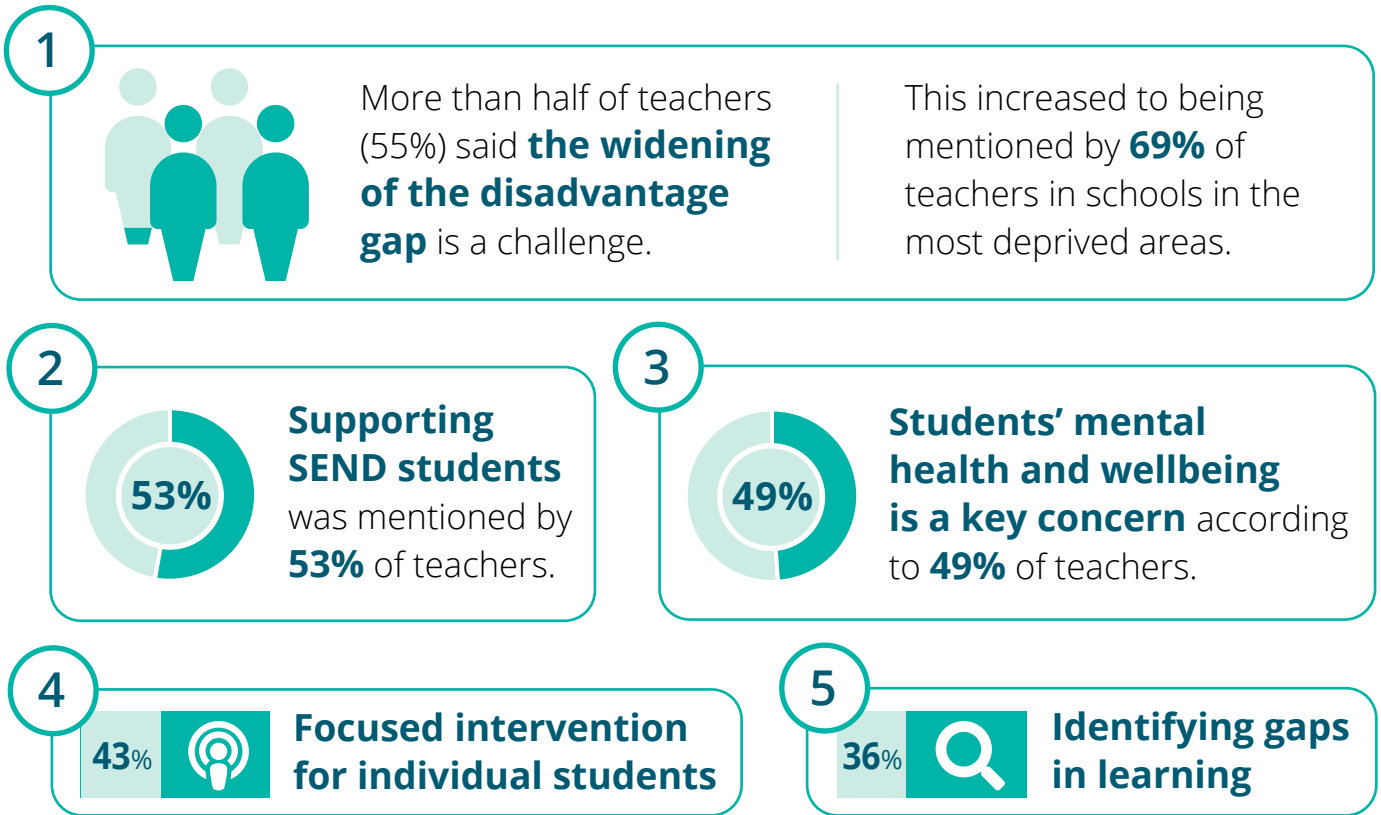 1
More than half of teachers
(55%) said the widening
of the disadvantage
gap is a challenge.
This increased to being
mentioned by 69% of
teachers in schools in the
most deprived areas.
2
53%
Supporting
SEND students
was mentioned by
53% of teachers.
3
49%
Students’ mental
health and wellbeing
is a key concern according
to 49% of teachers.
4
43%
Focused intervention
for individual students
5
36%
Identifying gaps
in learning